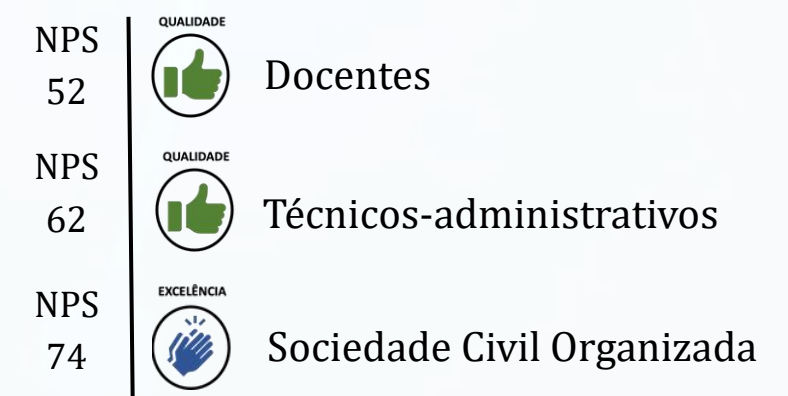 NPS
52
QUALIDADE
Docentes
NPS
62
QUALIDADE
Técnicos-administrativos
NPS
74
EXCELÊNCIA
Sociedade Civil Organizada